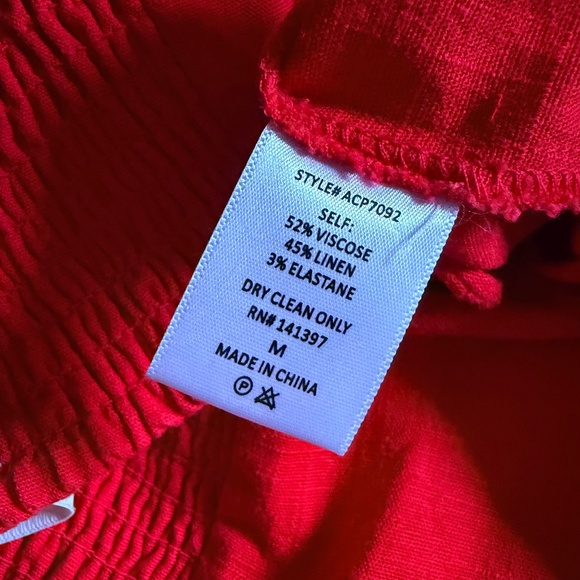 STYLE# ACP7092
SELF:
52% VISCOSE
45% LINEN
3% ELASTANE
DRY CLEAN ONLY
RN# 141397
M
MADE IN CHINA
P